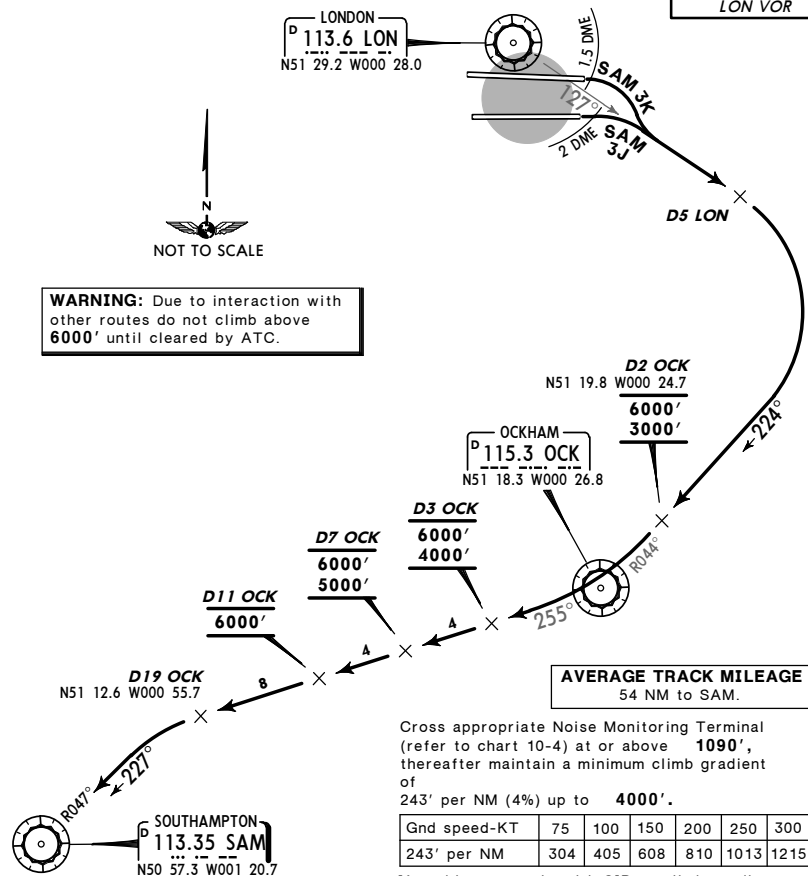 LON VOR
LONDON
D 113.6 LON
N51 29.2 W000 28.0
1.5 DME
SAM 3K
127°
2 DME
SAM 3J
D5 LON
N
NOT TO SCALE
WARNING: Due to interaction with
other routes do not climb above
6000' until cleared by ATC.
D2 OCK
N51 19.8 W000 24.7
6000'
3000'
224°
OCKHAM
D 115.3 OCK
N51 18.3 W000 26.8
R044°
255°
D3 OCK
6000'
4000'
D7 OCK
6000'
5000'
D11 OCK
6000'
4
4
8
D19 OCK
N51 12.6 W000 55.7
227°
R047°
SOUTHAMPTON
D 113.35 SAM
N50 57.3 W001 20.7
AVERAGE TRACK MILEAGE
54 NM to SAM.
Cross appropriate Noise Monitoring Terminal
(refer to chart 10-4) at or above 1090',
thereafter maintain a minimum climb gradient
of
243' per NM (4%) up to 4000'.
Gnd speed-KT 75 100 150 200 250 300
243' per NM 304 405 608 810 1013 1215